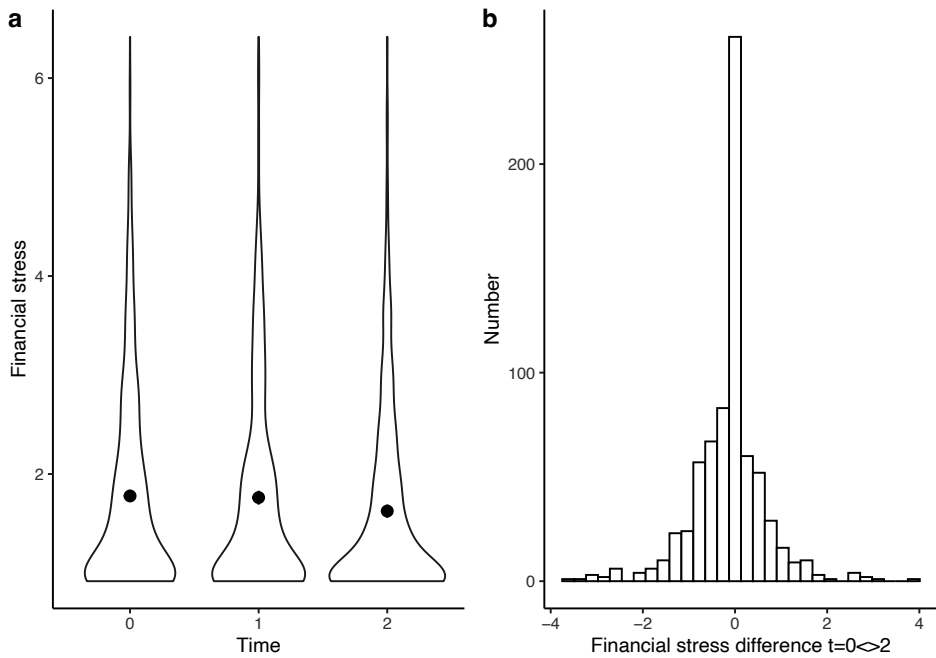 a
Financial stress
6
4
2
0 1 2
Time
b
Number
200
100
0
−4 −2 0 2 4
Financial stress difference t=0<>2